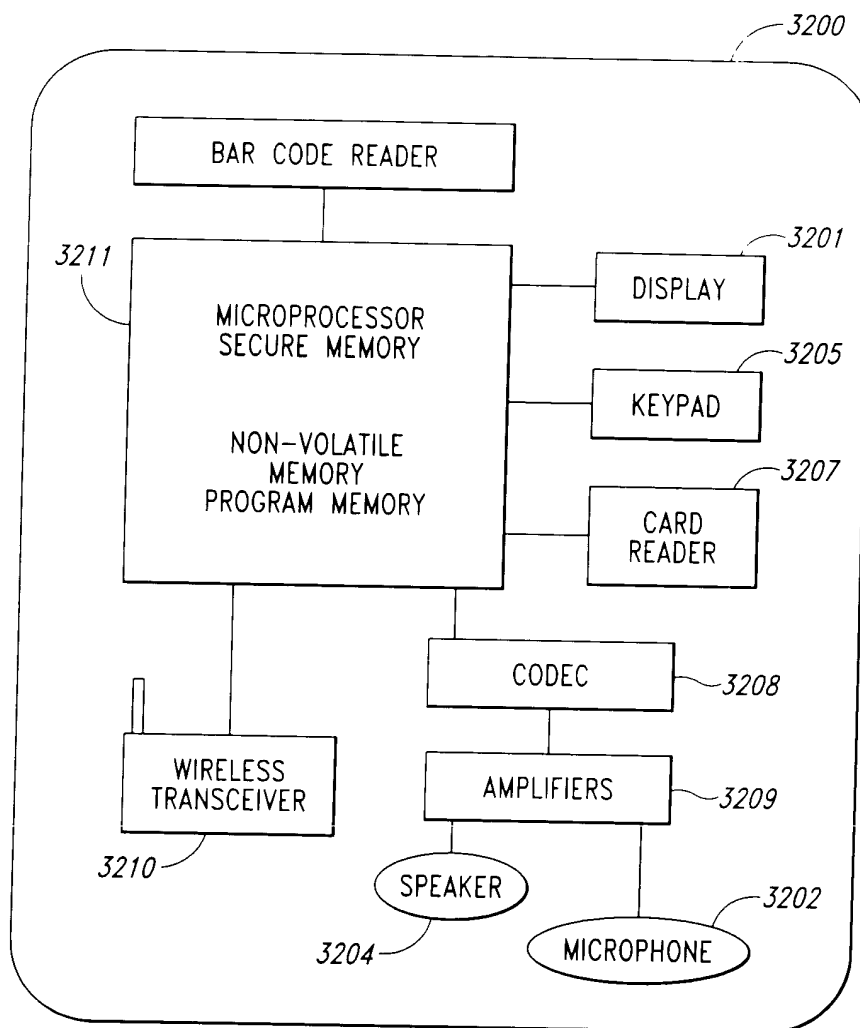 3200
BAR CODE READER
3211
MICROPROCESSOR
SECURE MEMORY
NON-VOLATILE
MEMORY
PROGRAM MEMORY
3201
DISPLAY
3205
KEYPAD
3207
CARD
READER
CODEC
3208
WIRELESS
TRANSCEIVER
3210
AMPLIFIERS
3209
SPEAKER
3204
3202
MICROPHONE